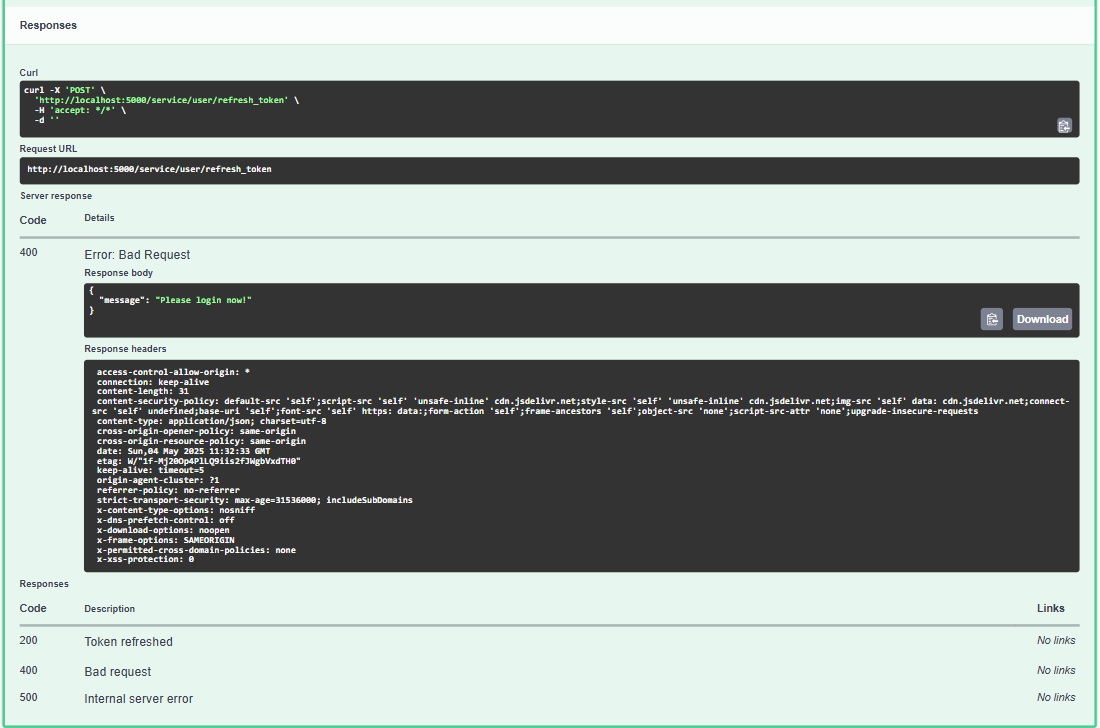 Responses
Curl
curl -X 'POST' \
'http://localhost:5000/service/user/refresh_token' \
-H 'accept: */*' \
-d ''
Request URL
http://localhost:5000/service/user/refresh_token
Server response
Code Details
400 Error: Bad Request
Response body
{
"message": "Please login now!"
}
Download
Response headers
access-control-allow-origin: *
connection: keep-alive
content-length: 31
content-security-policy: default-src 'self';script-src 'self' 'unsafe-inline' cdn.jsdelivr.net;style-src 'self' 'unsafe-inline' cdn.jsdelivr.net;img-src 'self' data: cdn.jsdelivr.net;connect-
src 'self' undefined;base-uri 'self';font-src 'self' https: data:;form-action 'self';frame-ancestors 'self';object-src 'none';script-src-attr 'none';upgrade-insecure-requests
content-type: application/json; charset=utf-8
cross-origin-opener-policy: same-origin
cross-origin-resource-policy: same-origin
date: Sun,04 May 2025 11:32:33 GMT
etag: W/"1f-Mj20Op4PlLQ9iis2fJWgbVxdTH0"
keep-alive: timeout=5
origin-agent-cluster: ?1
referrer-policy: no-referrer
strict-transport-security: max-age=31536000; includeSubDomains
x-content-type-options: nosniff
x-dns-prefetch-control: off
x-download-options: noopen
x-frame-options: SAMEORIGIN
x-permitted-cross-domain-policies: none
x-xss-protection: 0
Responses
Code Description Links
200 Token refreshed No links
400 Bad request No links
500 Internal server error No links